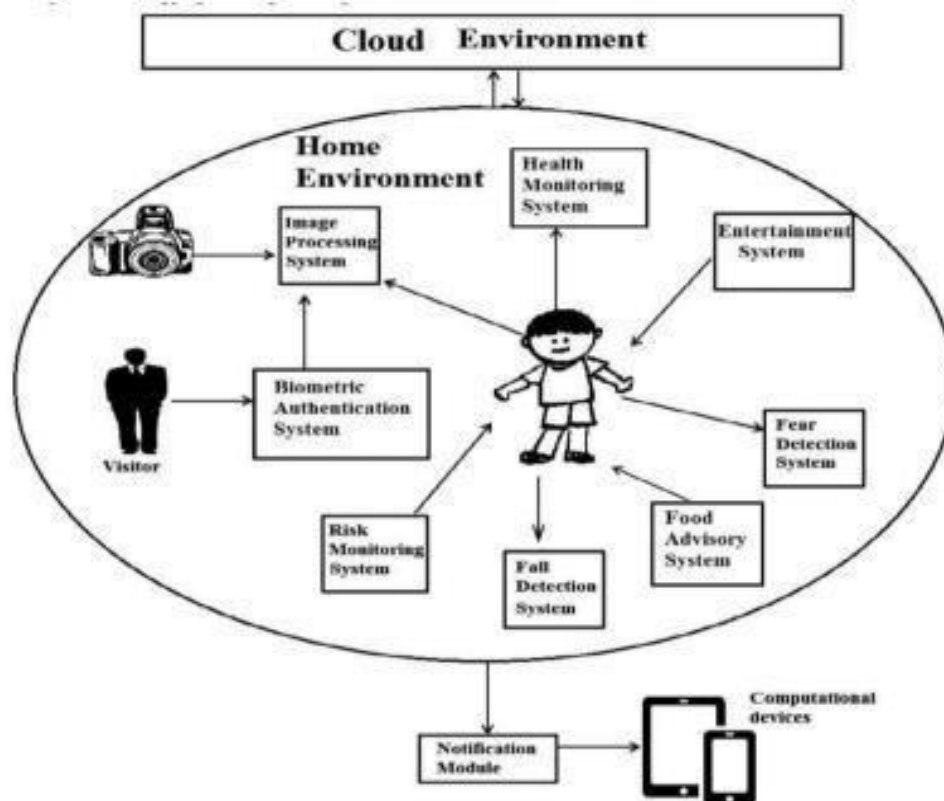 Cloud Environment
Home
Environment
Health
Monitoring
System
Image
Processing
System
Entertainment
System
Biometric
Authentication
System
Visitor
Fear
Detection
System
Risk
Monitoring
System
Food
Advisory
System
Fall
Detection
System
Computational
devices
Notification
Module